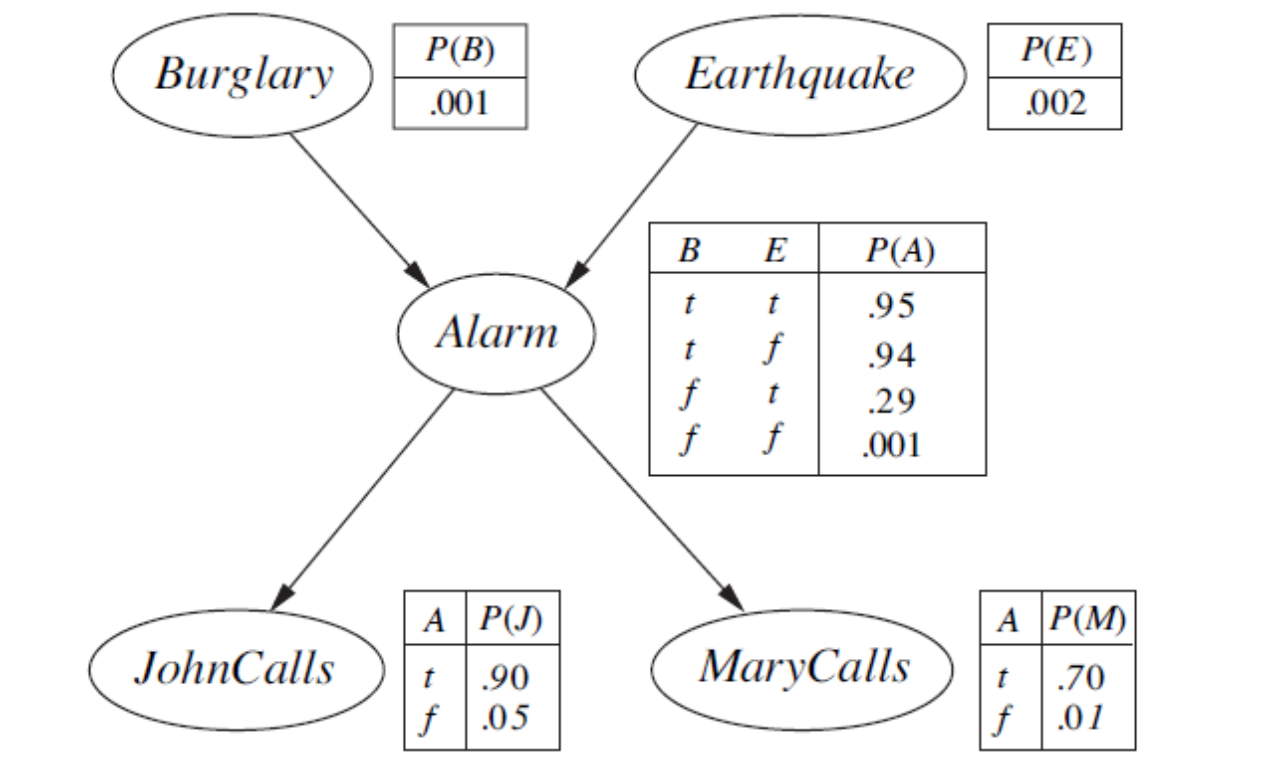 Burglary
P(B)
.001
Earthquake
P(E)
.002
Alarm
B E P(A)
t t .95
t f .94
f t .29
f f .001
JohnCalls
A P(J)
t .90
f .05
MaryCalls
A P(M)
t .70
f .01